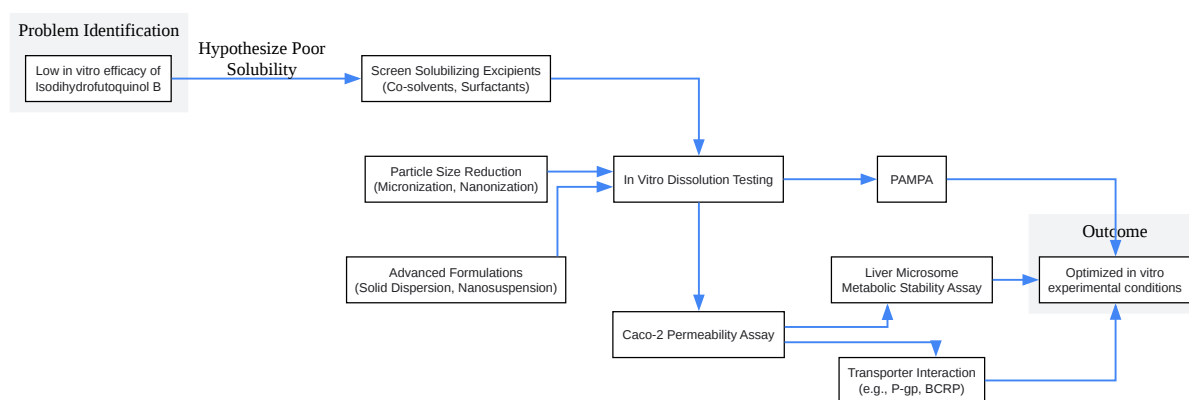 Problem Identification
Low in vitro efficacy of
Isodihydrofutoquinol B
Hypothesize Poor
Solubility
Screen Solubilizing Excipients
(Co-solvents, Surfactants)
Particle Size Reduction
(Micronization, Nanonization)
In Vitro Dissolution Testing
PAMPA
Advanced Formulations
(Solid Dispersion, Nanosuspension)
Caco-2 Permeability Assay
Liver Microsome
Metabolic Stability Assay
Transporter Interaction
(e.g., P-gp, BCRP)
Outcome
Optimized in vitro
experimental conditions